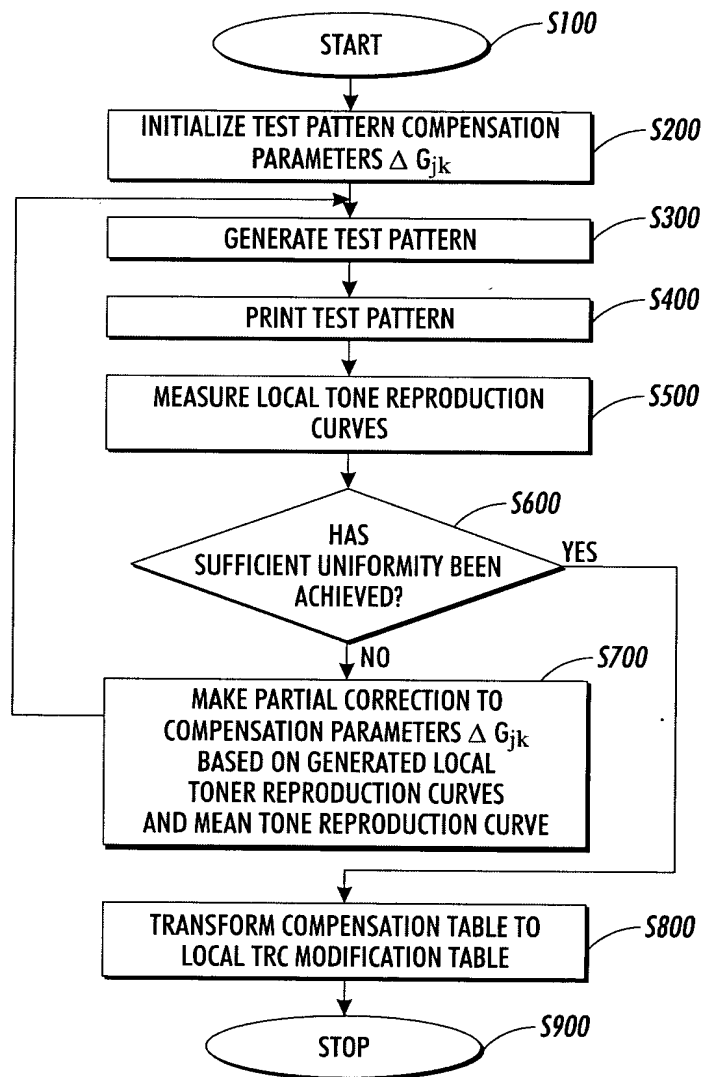 START
S100
INITIALIZE TEST PATTERN COMPENSATION
PARAMETERS Δ Gjk
S200
GENERATE TEST PATTERN
S300
PRINT TEST PATTERN
S400
MEASURE LOCAL TONE REPRODUCTION
CURVES
S500
HAS
SUFFICIENT UNIFORMITY BEEN
ACHIEVED?
S600
YES
NO
MAKE PARTIAL CORRECTION TO
COMPENSATION PARAMETERS Δ Gjk
BASED ON GENERATED LOCAL
TONER REPRODUCTION CURVES
AND MEAN TONE REPRODUCTION CURVE
S700
TRANSFORM COMPENSATION TABLE TO
LOCAL TRC MODIFICATION TABLE
S800
STOP
S900